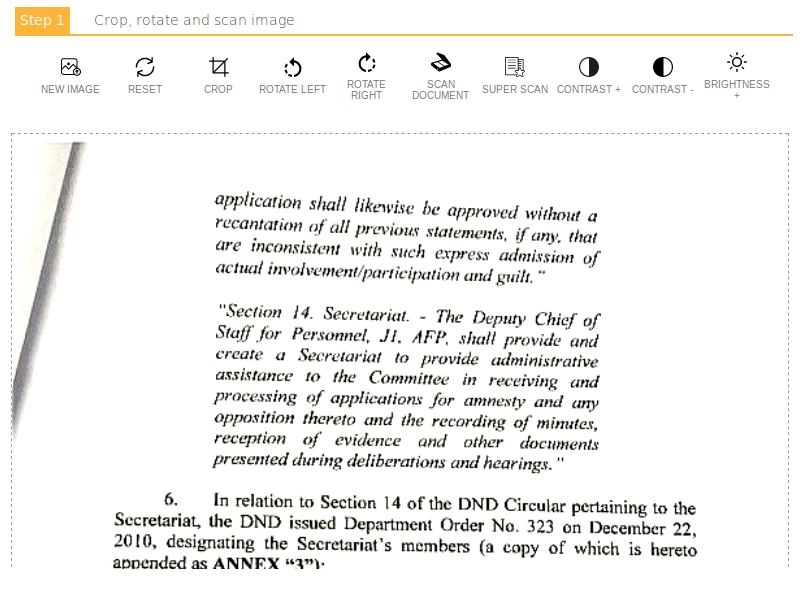 Step 1 Crop, rotate and scan image
NEW IMAGE RESET CROP ROTATE LEFT ROTATE RIGHT SCAN DOCUMENT SUPER SCAN CONTRAST + CONTRAST - BRIGHTNESS +
application shall likewise be approved without a
recantation of all previous statements, if any, that
are inconsistent with such express admission of
actual involvement/participation and guilt."
"Section 14. Secretariat. - The Deputy Chief of
Staff for Personnel, J1, AFP, shall provide and
create a Secretariat to provide administrative
assistance to the Committee in receiving and
processing of applications for amnesty and any
opposition thereto and the recording of minutes,
reception of evidence and other documents
presented during deliberations and hearings."
6. In relation to Section 14 of the DND Circular pertaining to the
Secretariat, the DND issued Department Order No. 323 on December 22,
2010, designating the Secretariat's members (a copy of which is hereto
appended as ANNEX "3"):